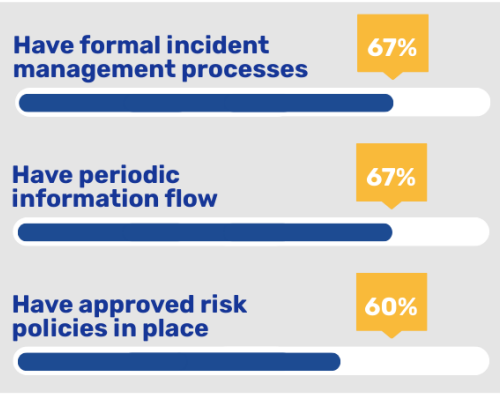 Have formal incident
management processes
67%
Have periodic
information flow
67%
Have approved risk
policies in place
60%